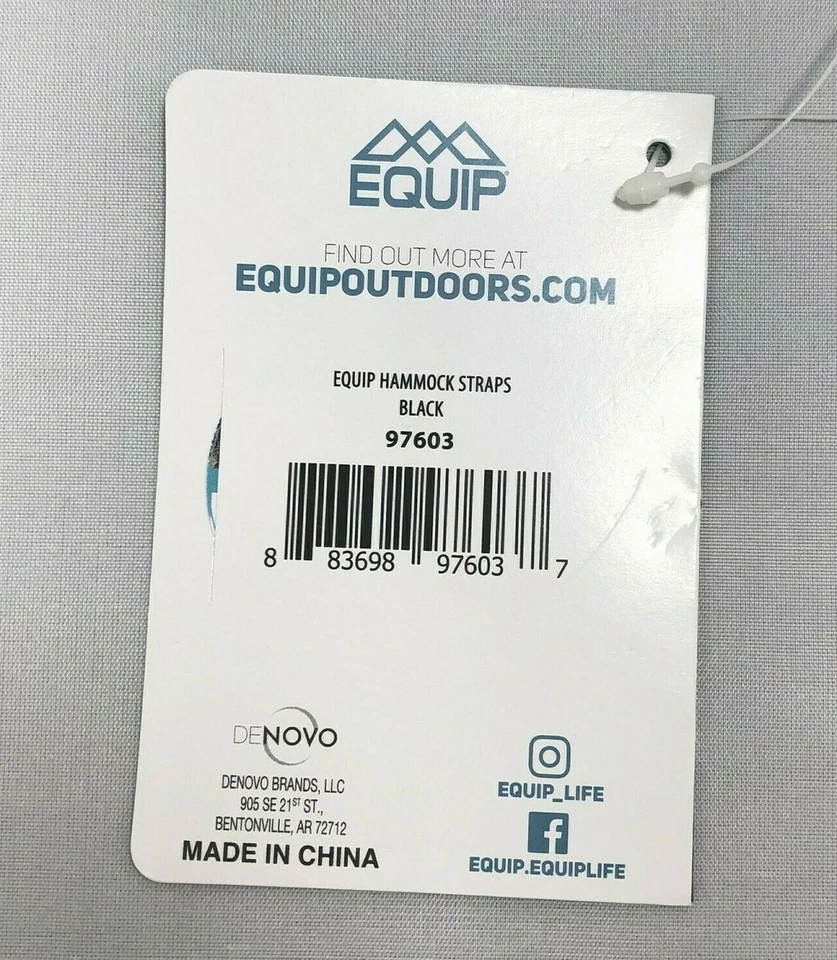 EQUIP®
FIND OUT MORE AT
EQUIPOUTDOORS.COM
EQUIP HAMMOCK STRAPS
BLACK
97603
8 83698 97603 7
DENOVO
DENOVO BRANDS, LLC
905 SE 21ST ST.,
BENTONVILLE, AR 72712
MADE IN CHINA
EQUIP_LIFE
EQUIP.EQUIPLIFE